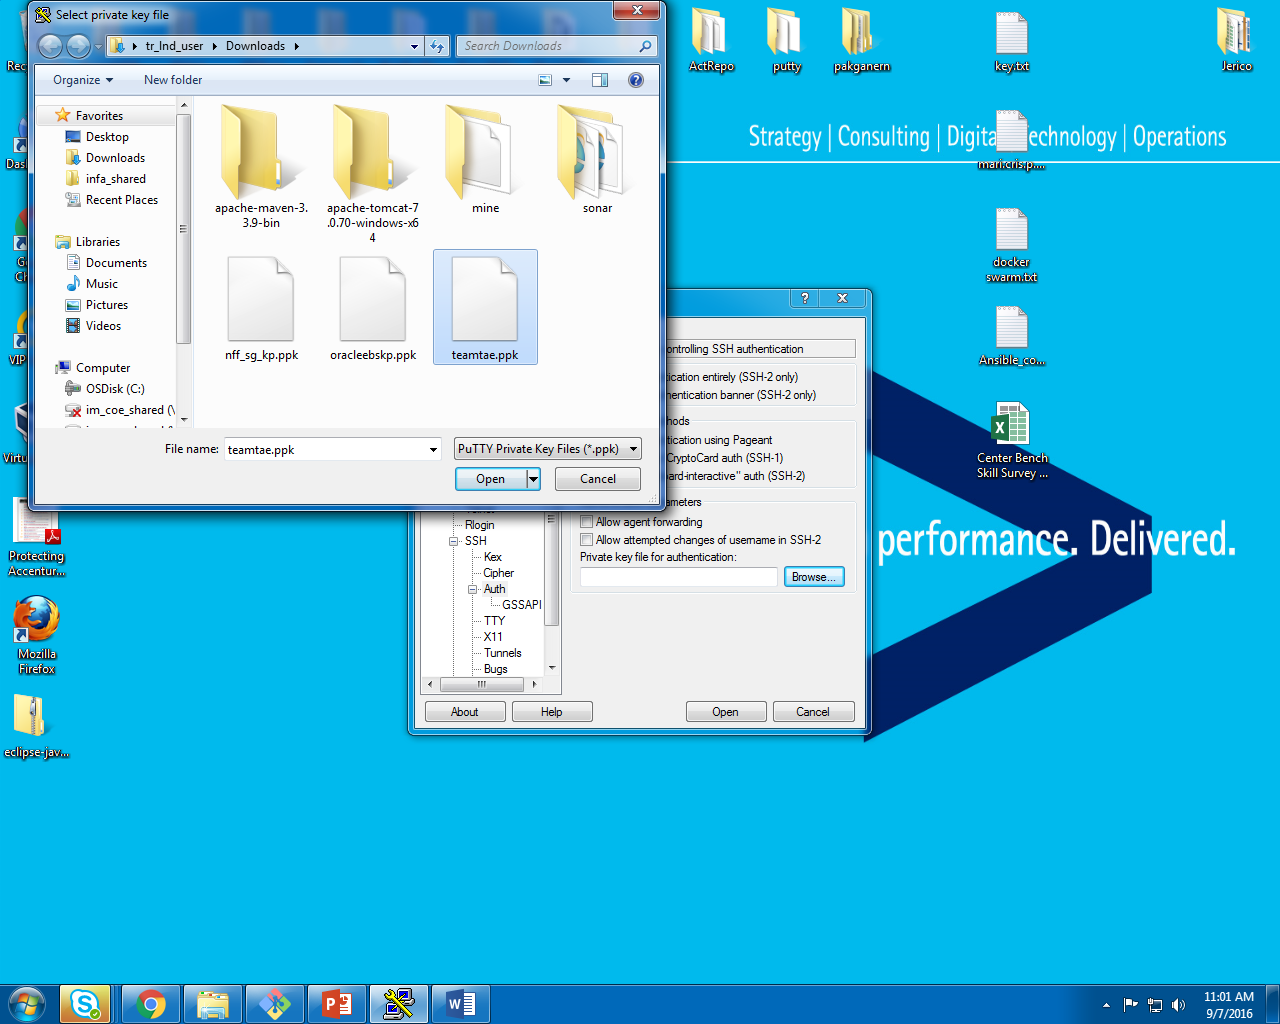 Select private key file
tr_lnd_user
Downloads
Search Downloads
Organize
New folder
Favorites
Desktop
Downloads
infa_shared
Recent Places
Libraries
Documents
Music
Pictures
Videos
Computer
OSDisk (C:)
im_coe_shared (\
apache-maven-3.
3.9-bin
apache-tomcat-7
.0.70-windows-x6
4
mine
sonar
nff_sg_kp.ppk
oracleebskp.ppk
teamtae.ppk
File name:
teamtae.ppk
PuTTY Private Key Files (*.ppk)
Open
Cancel
ontrolling SSH authentication
ication entirely (SSH-2 only)
hentication banner (SSH-2 only)
hods
ication using Pageant
CryptoCard auth (SSH-1)
oard-interactive" auth (SSH-2)
ameters
Allow agent forwarding
Allow attempted changes of username in SSH-2
Private key file for authentication:
Browse...
Rlogin
SSH
Kex
Cipher
Auth
GSSAPI
TTY
X11
Tunnels
Bugs
About
Help
Open
Cancel
ActRepo
putty
pakganern
key.txt
Jerico
Strategy | Consulting | Digital Technology | Operations
mari.cris.p....
docker
swarm.txt
Ansible_co...
Center Bench
Skill Survey ...
performance. Delivered.
Protecting
Accentur...
Mozilla
Firefox
eclipse-jav...
11:01 AM
9/7/2016